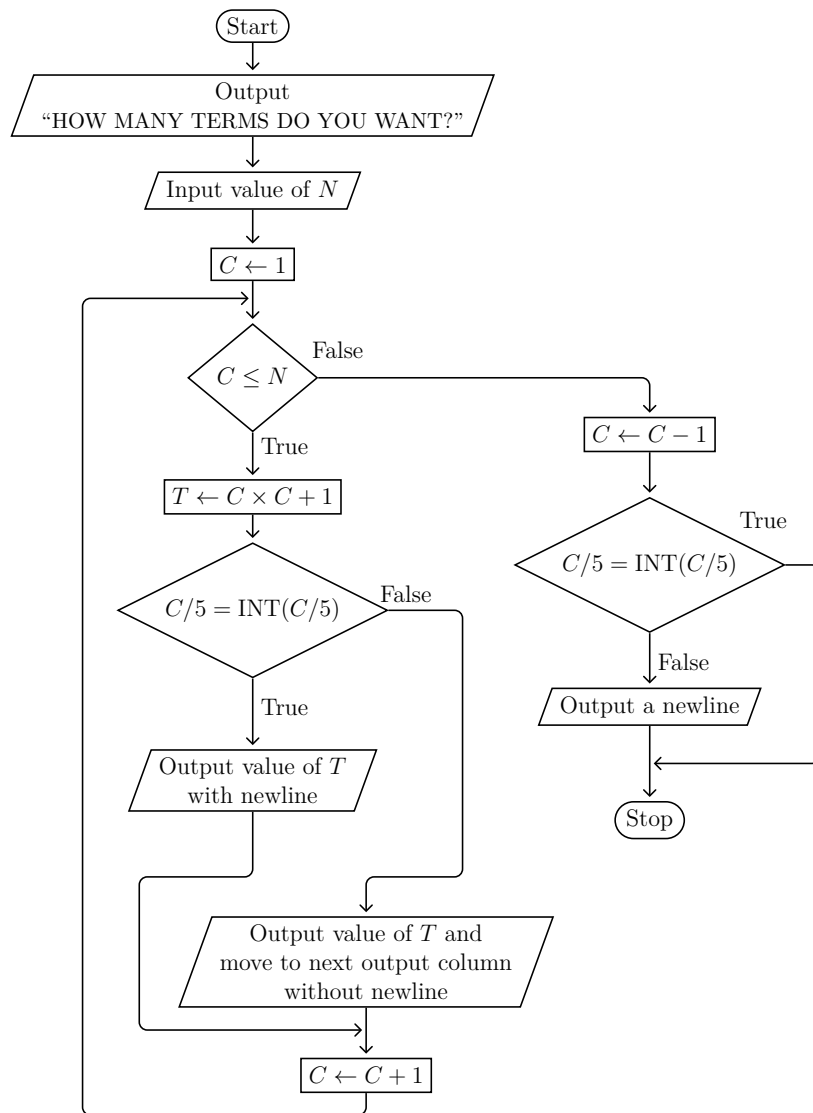 Start
Output
“HOW MANY TERMS DO YOU WANT?”
Input value of N
C ← 1
C ≤ N
False
True
T ← C × C + 1
C/5 = INT(C/5)
False
True
Output value of T
with newline
Output value of T and
move to next output column
without newline
C ← C + 1
C ← C − 1
C/5 = INT(C/5)
True
False
Output a newline
Stop